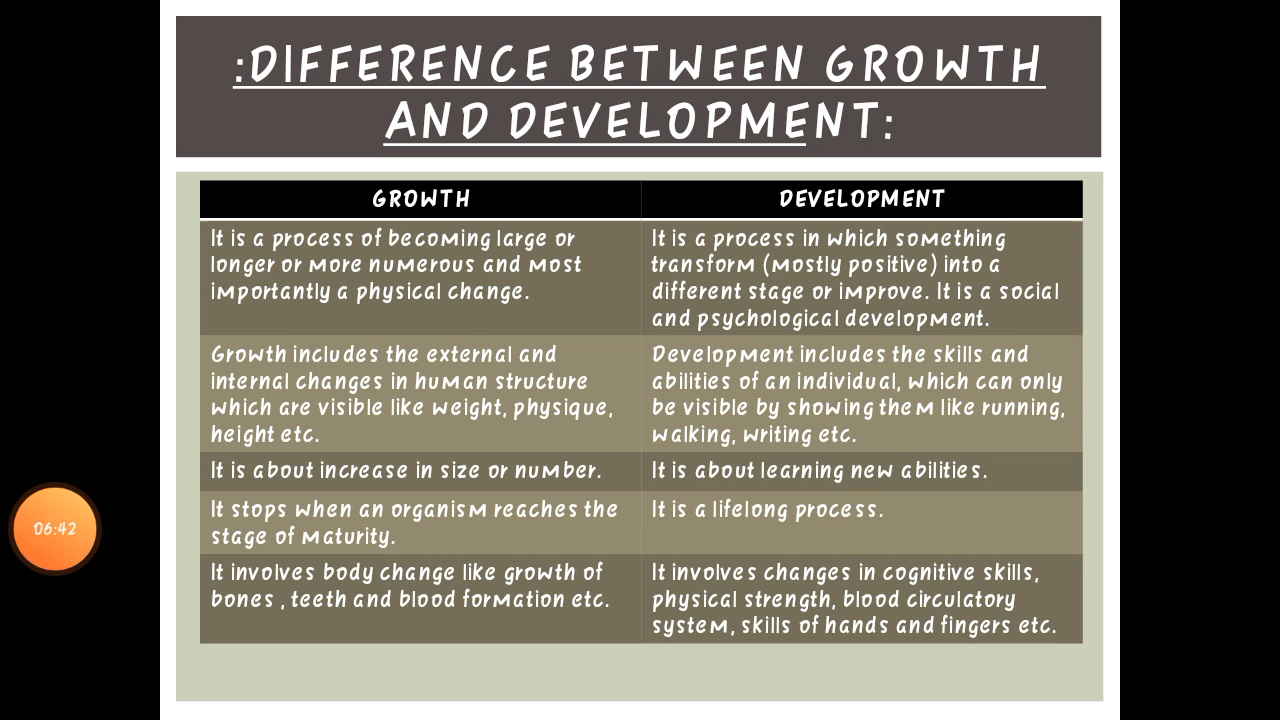 :DIFFERENCE BETWEEN GROWTH
AND DEVELOPMENT:
GROWTH
DEVELOPMENT
It is a process of becoming large or
longer or more numerous and most
importantly a physical change.
It is a process in which something
transform (mostly positive) into a
different stage or improve. It is a social
and psychological development.
Growth includes the external and
internal changes in human structure
which are visible like weight, physique,
height etc.
Development includes the skills and
abilities of an individual, which can only
be visible by showing them like running,
walking, writing etc.
It is about increase in size or number.
It is about learning new abilities.
It stops when an organism reaches the
stage of maturity.
It is a lifelong process.
It involves body change like growth of
bones , teeth and blood formation etc.
It involves changes in cognitive skills,
physical strength, blood circulatory
system, skills of hands and fingers etc.
06:42